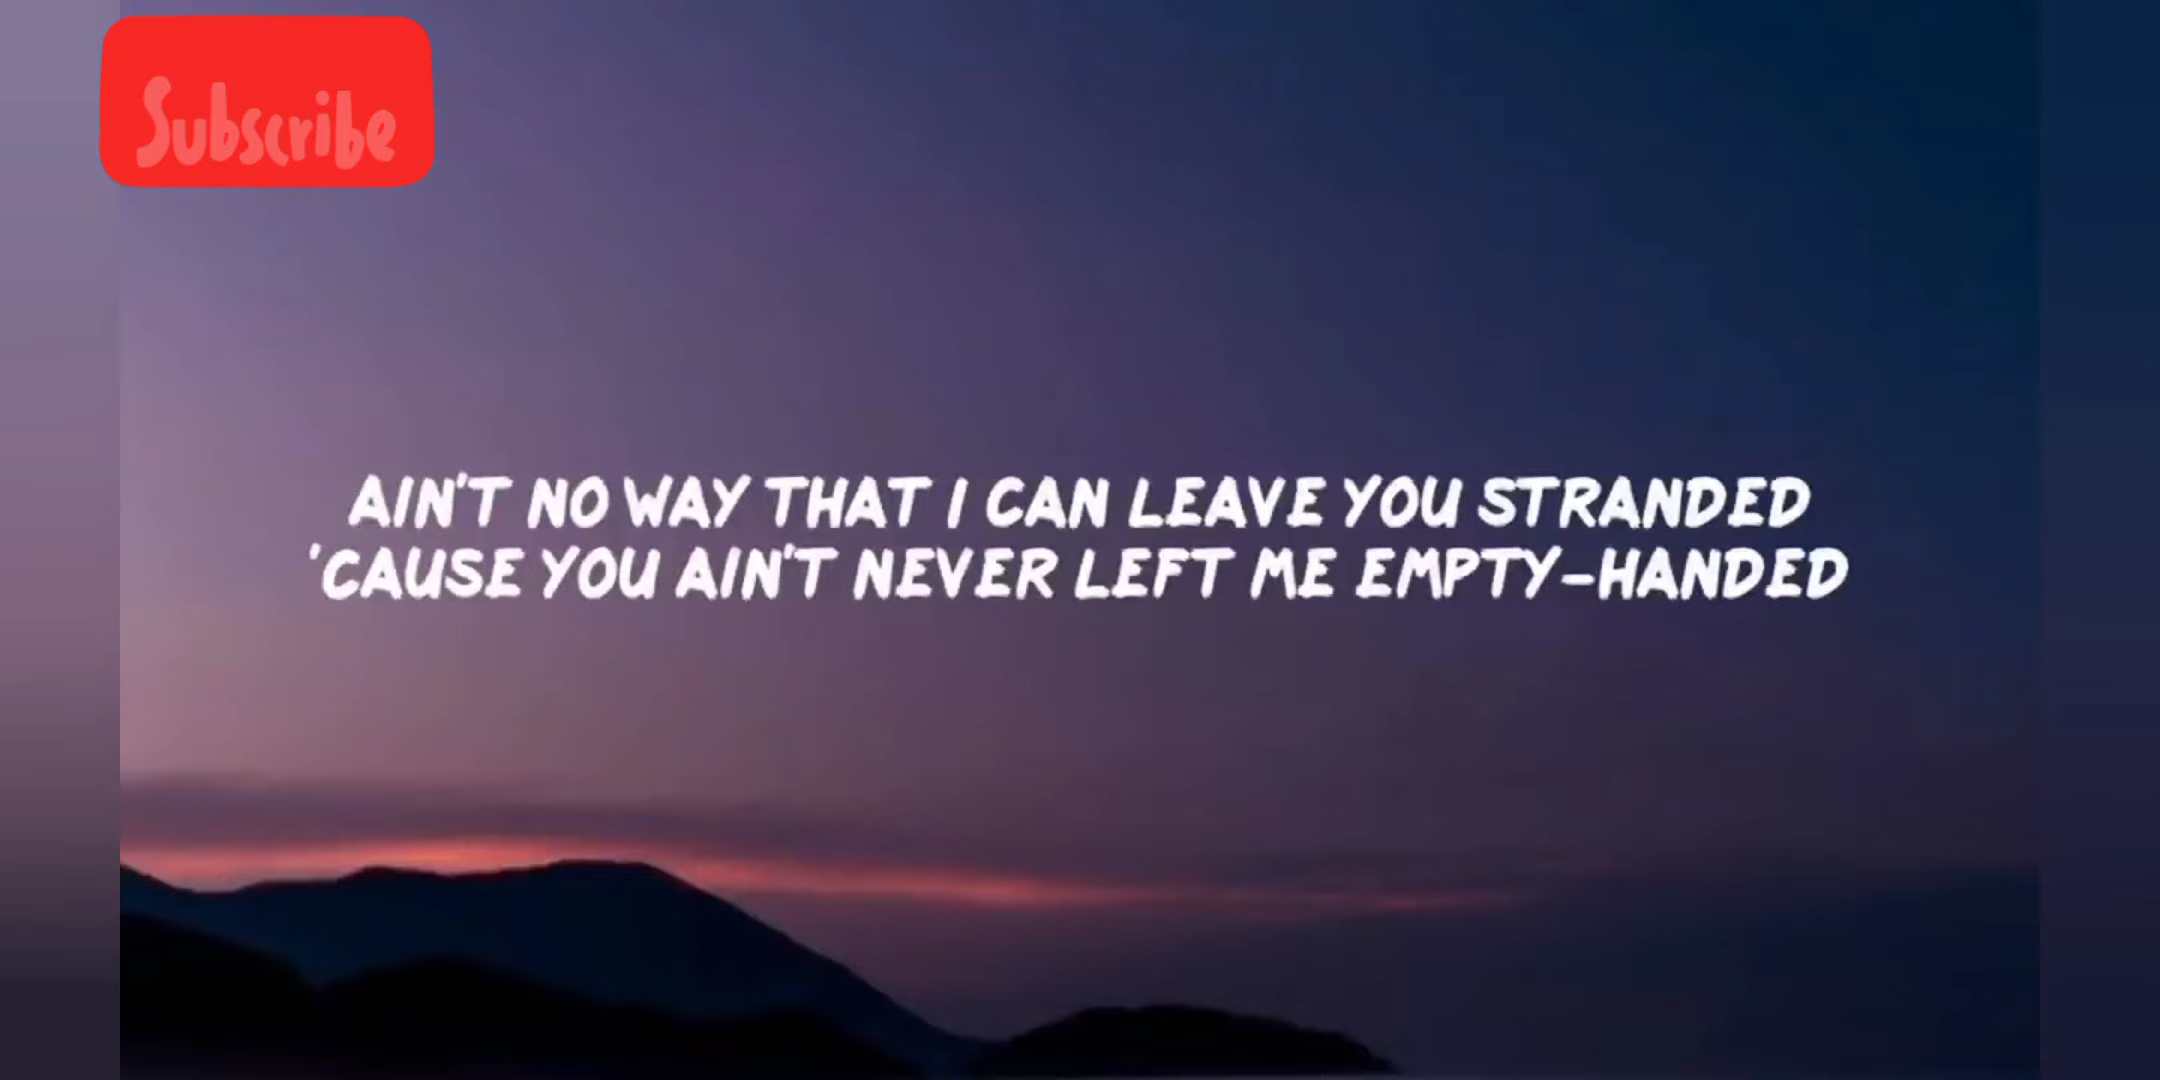 Subscribe
AIN'T NO WAY THAT I CAN LEAVE YOU STRANDED
'CAUSE YOU AIN'T NEVER LEFT ME EMPTY-HANDED